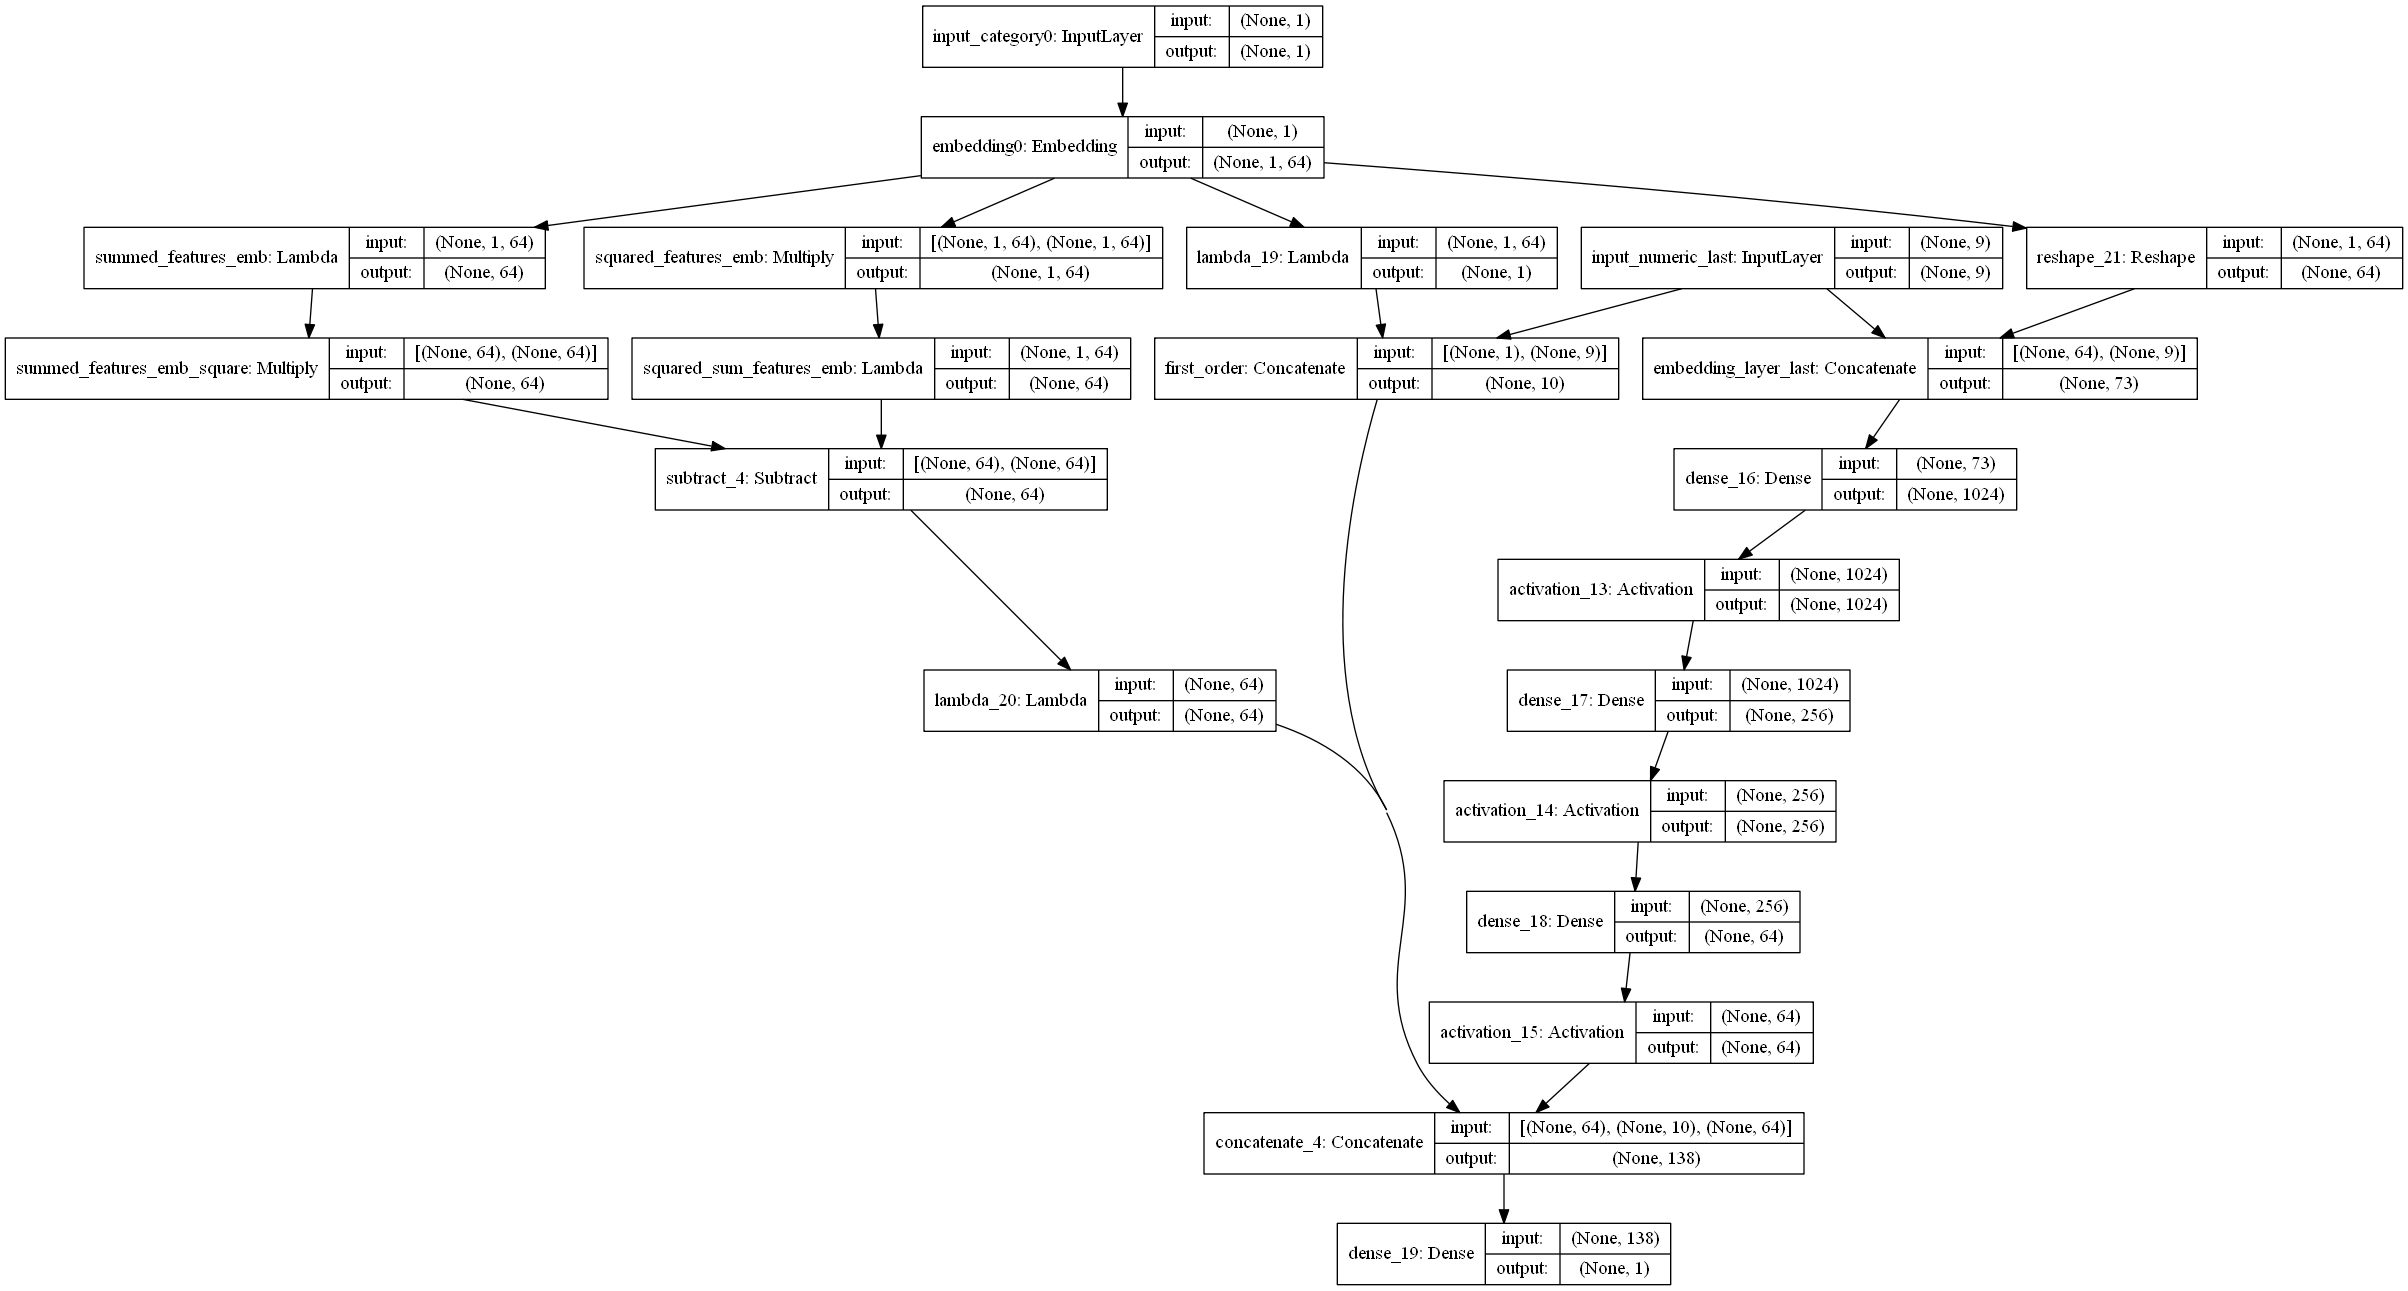 input_category0: InputLayer
input: (None, 1)
output: (None, 1)
embedding0: Embedding
input: (None, 1)
output: (None, 1, 64)
summed_features_emb: Lambda
input: (None, 1, 64)
output: (None, 64)
squared_features_emb: Multiply
input: [(None, 1, 64), (None, 1, 64)]
output: (None, 1, 64)
lambda_19: Lambda
input: (None, 1, 64)
output: (None, 1)
input_numeric_last: InputLayer
input: (None, 9)
output: (None, 9)
reshape_21: Reshape
input: (None, 1, 64)
output: (None, 64)
summed_features_emb_square: Multiply
input: [(None, 64), (None, 64)]
output: (None, 64)
squared_sum_features_emb: Lambda
input: (None, 1, 64)
output: (None, 64)
first_order: Concatenate
input: [(None, 1), (None, 9)]
output: (None, 10)
embedding_layer_last: Concatenate
input: [(None, 64), (None, 9)]
output: (None, 73)
subtract_4: Subtract
input: [(None, 64), (None, 64)]
output: (None, 64)
dense_16: Dense
input: (None, 73)
output: (None, 1024)
activation_13: Activation
input: (None, 1024)
output: (None, 1024)
lambda_20: Lambda
input: (None, 64)
output: (None, 64)
dense_17: Dense
input: (None, 1024)
output: (None, 256)
activation_14: Activation
input: (None, 256)
output: (None, 256)
dense_18: Dense
input: (None, 256)
output: (None, 64)
activation_15: Activation
input: (None, 64)
output: (None, 64)
concatenate_4: Concatenate
input: [(None, 64), (None, 10), (None, 64)]
output: (None, 138)
dense_19: Dense
input: (None, 138)
output: (None, 1)